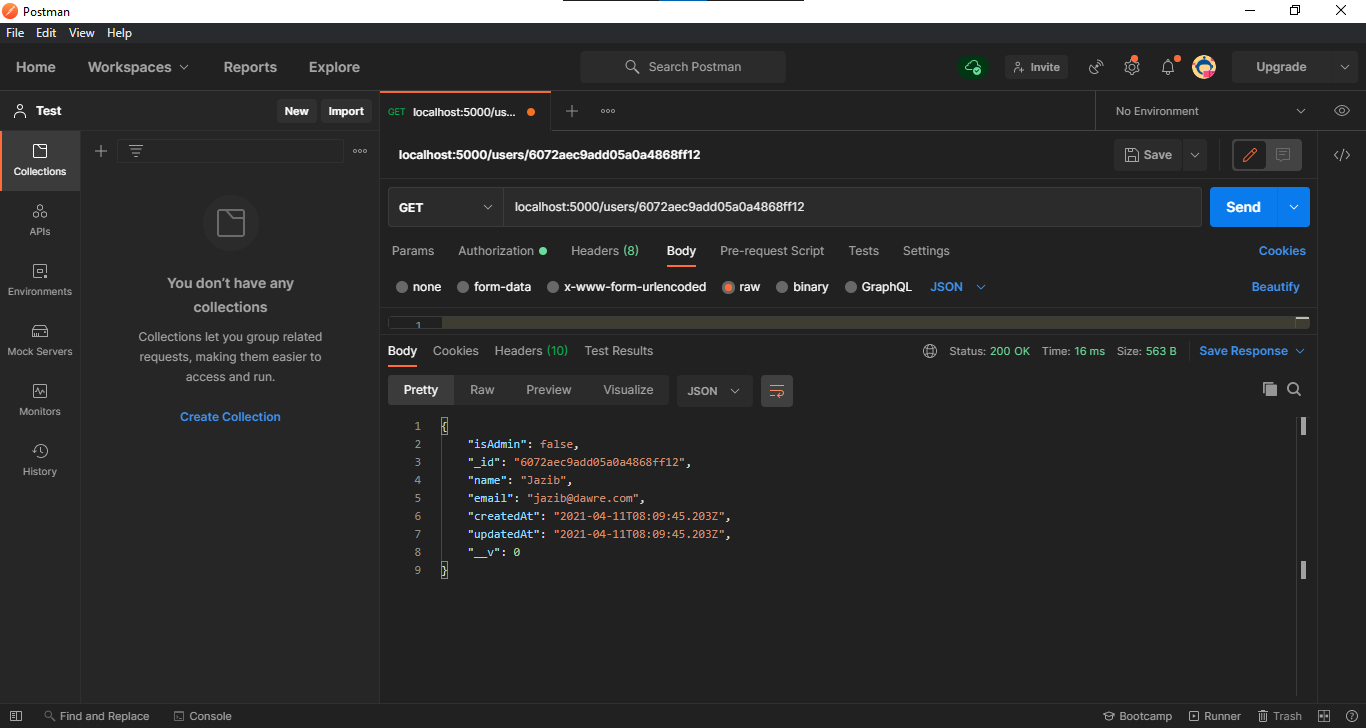 Postman
File Edit View Help
Home Workspaces Reports Explore Search Postman Invite Upgrade
Test New Import GET localhost:5000/us... No Environment
Collections
APIs
Environments
Mock Servers
Monitors
History
You don't have any
collections
Collections let you group related
requests, making them easier to
access and run.
Create Collection
localhost:5000/users/6072aec9add05a0a4868ff12 Save
GET localhost:5000/users/6072aec9add05a0a4868ff12 Send
Params Authorization Headers (8) Body Pre-request Script Tests Settings Cookies
none form-data x-www-form-urlencoded raw binary GraphQL JSON Beautify
1
Body Cookies Headers (10) Test Results Status: 200 OK Time: 16 ms Size: 563 B Save Response
Pretty Raw Preview Visualize JSON
1 {
2 "isAdmin": false,
3 "_id": "6072aec9add05a0a4868ff12",
4 "name": "Jazib",
5 "email": "jazib@dawre.com",
6 "createdAt": "2021-04-11T08:09:45.203Z",
7 "updatedAt": "2021-04-11T08:09:45.203Z",
8 "__v": 0
9 }
Find and Replace Console Bootcamp Runner Trash